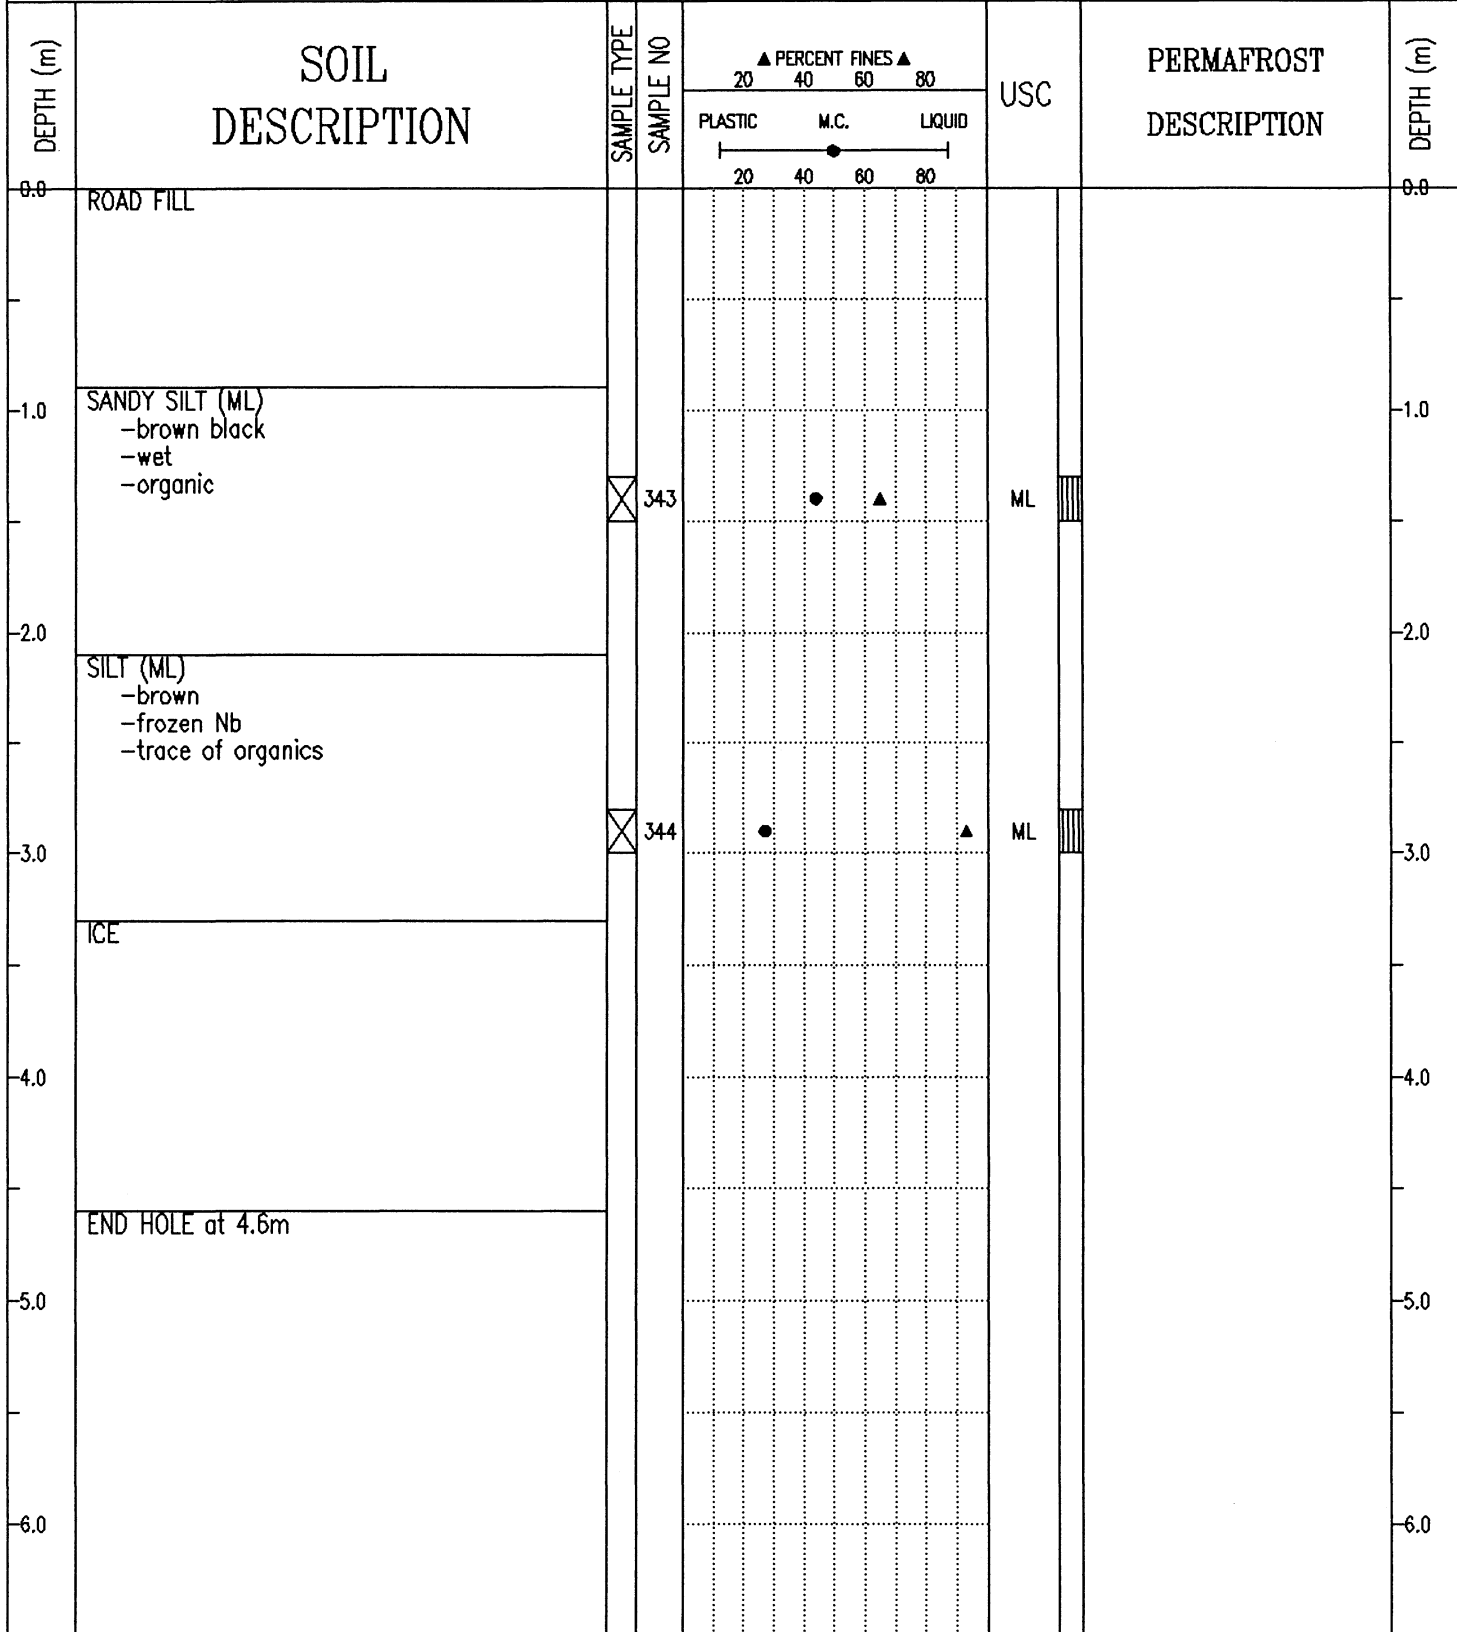 DEPTH (m)
SOIL
DESCRIPTION
SAMPLE TYPE
SAMPLE NO
▲ PERCENT FINES ▲
20 40 60 80
PLASTIC M.C. LIQUID
20 40 60 80
USC
PERMAFROST
DESCRIPTION
DEPTH (m)
0.0
ROAD FILL
0.0
SANDY SILT (ML)
1.0
1.0
-brown black
-wet
-organic
343
ML
2.0
2.0
SILT (ML)
-brown
-frozen Nb
-trace of organics
344
ML
3.0
3.0
ICE
4.0
4.0
END HOLE at 4.6m
5.0
5.0
6.0
6.0